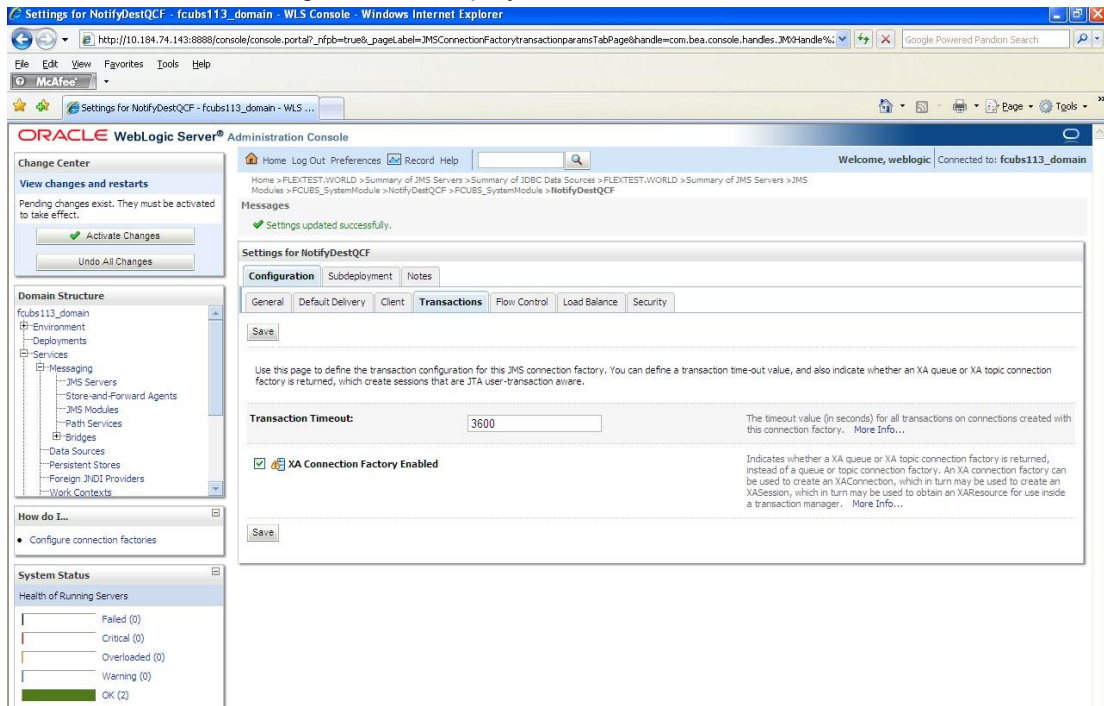 Settings for NotifyDestQCF - fcubs113_domain - WLS Console - Windows Internet Explorer
http://10.184.74.143:8888/console/console.portal?_nfpb=true&_pageLabel=JMSConnectionFactorytransactionparamsTabPage&handle=com.bea.console.handles.JMXHandle%
Google Powered Pandion Search
File Edit View Favorites Tools Help
McAfee
Settings for NotifyDestQCF - fcubs113_domain - WLS ...
Page Tools
ORACLE WebLogic Server® Administration Console
Change Center
View changes and restarts
Pending changes exist. They must be activated
to take effect.
Activate Changes
Undo All Changes
Domain Structure
fcubs113_domain
Environment
Deployments
Services
Messaging
JMS Servers
Store-and-Forward Agents
JMS Modules
Path Services
Bridges
Data Sources
Persistent Stores
Foreign JNDI Providers
Work Contexts
How do I...
Configure connection factories
System Status
Health of Running Servers
Failed (0)
Critical (0)
Overloaded (0)
Warning (0)
OK (2)
Home Log Out Preferences Record Help
Welcome, weblogic Connected to: fcubs113_domain
Home >FLEXTEST.WORLD >Summary of JMS Servers >Summary of JDBC Data Sources >FLEXTEST.WORLD >Summary of JMS Servers >JMS
Modules >FCUBS_SystemModule >NotifyDestQCF >FCUBS_SystemModule >NotifyDestQCF
Messages
Settings updated successfully.
Settings for NotifyDestQCF
Configuration Subdeployment Notes
General Default Delivery Client Transactions Flow Control Load Balance Security
Save
Use this page to define the transaction configuration for this JMS connection factory. You can define a transaction time-out value, and also indicate whether an XA queue or XA topic connection
factory is returned, which create sessions that are JTA user-transaction aware.
Transaction Timeout:
3600
The timeout value (in seconds) for all transactions on connections created with
this connection factory. More Info...
XA Connection Factory Enabled
Indicates whether a XA queue or XA topic connection factory is returned,
instead of a queue or topic connection factory. An XA connection factory can
be used to create an XAConnection, which in turn may be used to create an
XASession, which in turn may be used to obtain an XAResource for use inside
a transaction manager. More Info...
Save